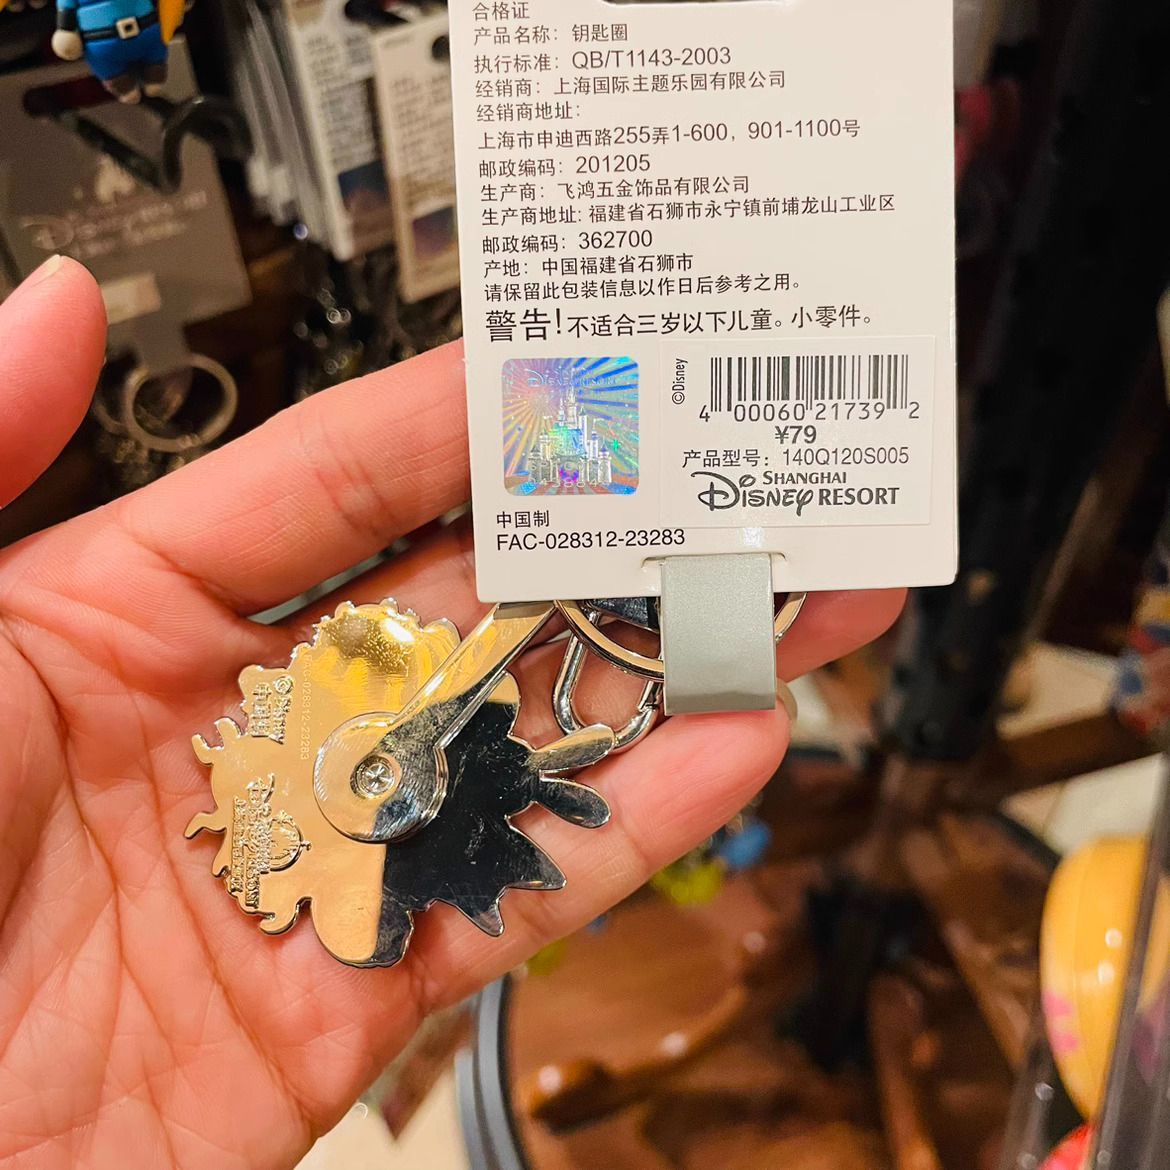 合格证
产品名称：钥匙圈
执行标准：QB/T1143-2003
经销商：上海国际主题乐园有限公司
经销商地址：
上海市申迪西路255弄1-600，901-1100号
邮政编码：201205
生产商：飞鸿五金饰品有限公司
生产商地址：福建省石狮市永宁镇前埔龙山工业区
邮政编码：362700
产地：中国福建省石狮市
请保留此包装信息以作日后参考之用。
警告！不适合三岁以下儿童。小零件。
©Disney
4 00060 21739 2
¥79
产品型号：140Q120S005
SHANGHAI
Disney RESORT
中国制
FAC-028312-23283